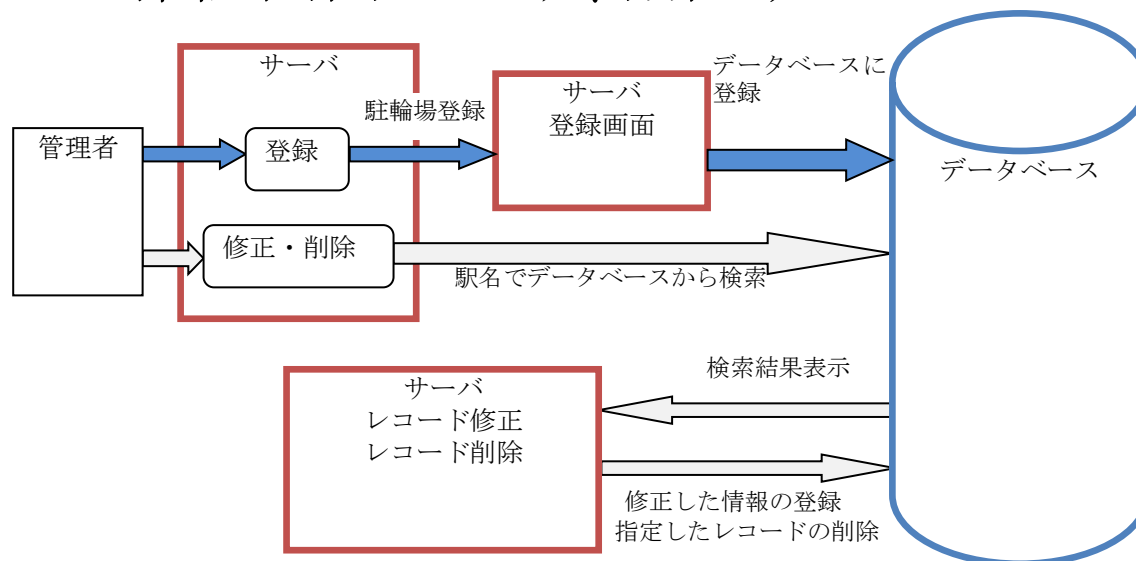 サーバ
データベースに
登録
サーバ
登録画面
駐輪場登録
管理者
登録
データベース
修正・削除
駅名でデータベースから検索
検索結果表示
サーバ
レコード修正
レコード削除
修正した情報の登録
指定したレコードの削除